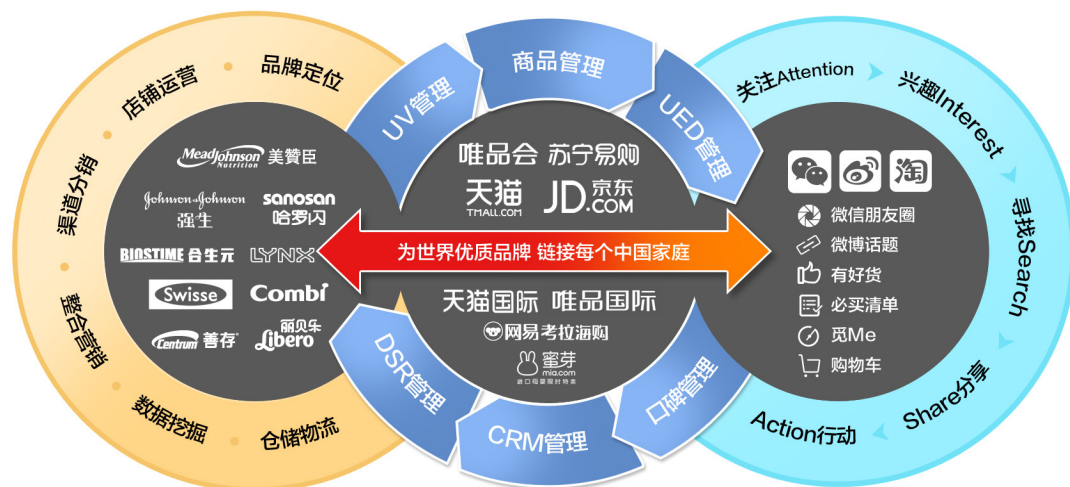 品牌定位
店铺运营
渠道分销
整合营销
数据挖掘
仓储物流
MeadJohnson
Nutrition
美赞臣
Johnson & Johnson
强生
sanosan
哈罗闪
BIOSTIME 合生元
LYNX
Swisse
Combi
Centrum 善存
丽贝乐
Libero
UV管理
商品管理
UED管理
唯品会 苏宁易购
天猫
TMALL.COM
JD.京东
.COM
为世界优质品牌 链接每个中国家庭
天猫国际 唯品国际
网易考拉海购
蜜芽
mia.com
进口母婴限时特卖
DSR管理
CRM管理
口碑管理
关注Attention
兴趣Interest
寻找Search
Share分享
Action行动
淘
微信朋友圈
微博话题
有好货
必买清单
觅Me
购物车